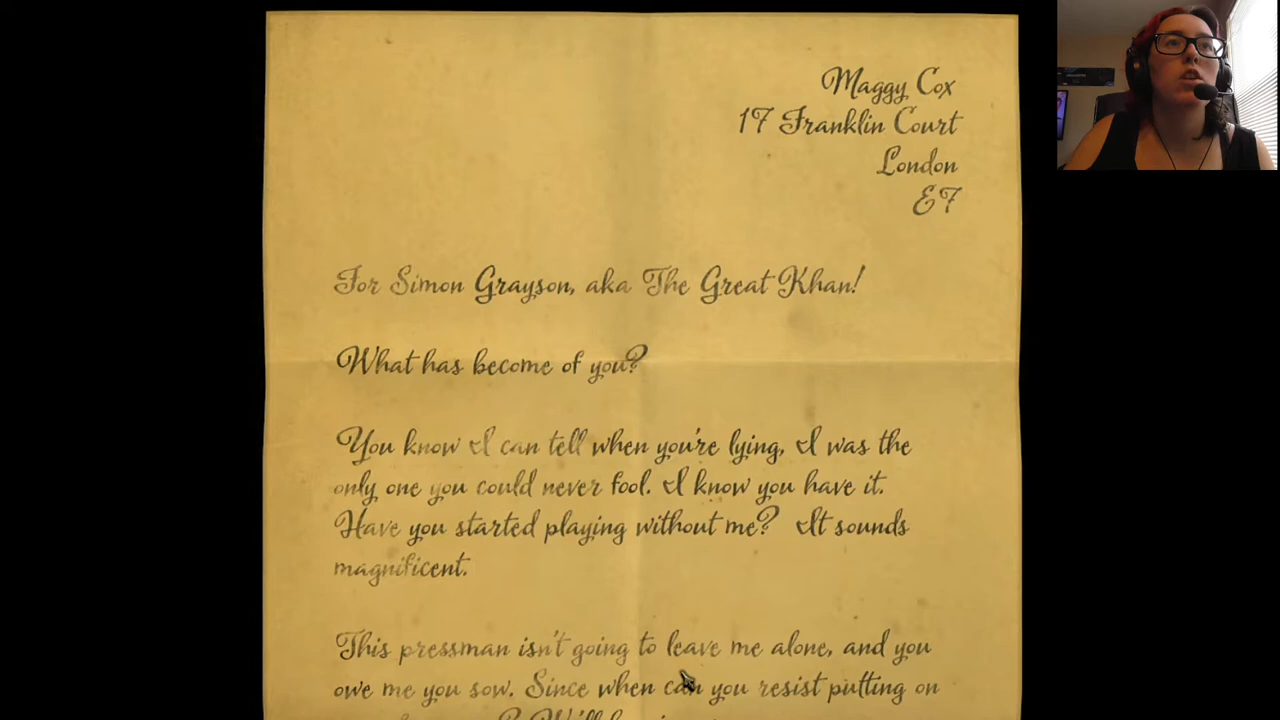 Maggy Cox
17 Franklin Court
London
E7
For Simon Grayson, aka The Great Khan!
What has become of you?
You know I can tell when you're lying, I was the
only one you could never fool. I know you have it.
Have you started playing without me? It sounds
magnificent.
This pressman isn't going to leave me alone, and you
owe me you sow. Since when can you resist putting on